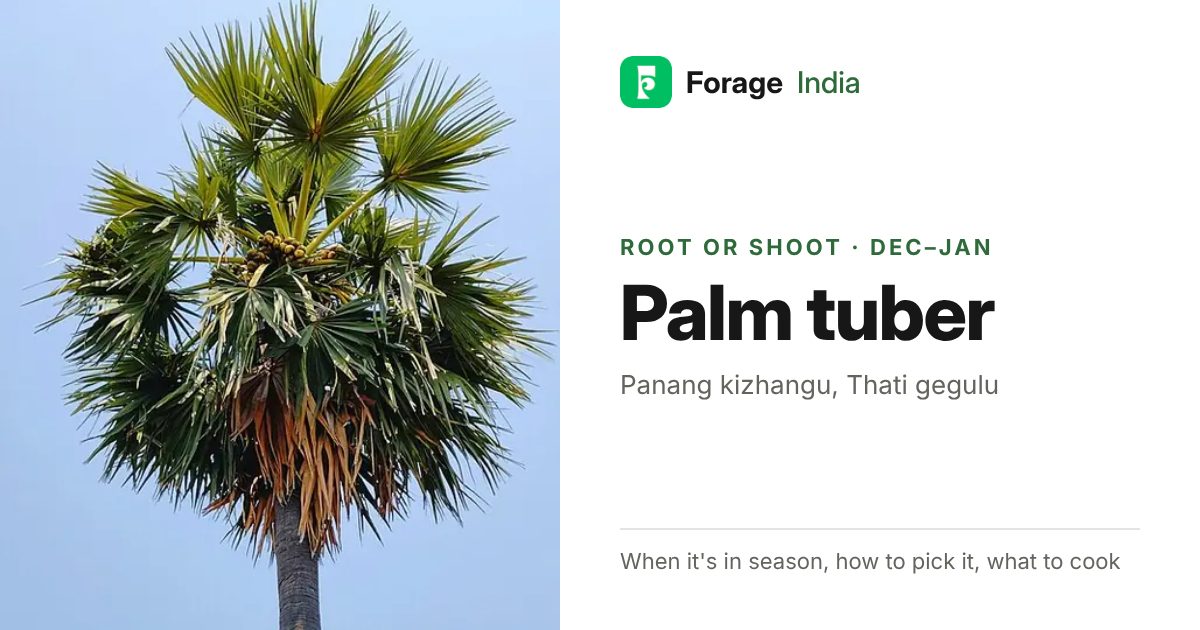 Forage India
ROOT OR SHOOT · DEC–JAN
Palm tuber
Panang kizhangu, Thati gegulu
When it's in season, how to pick it, what to cook